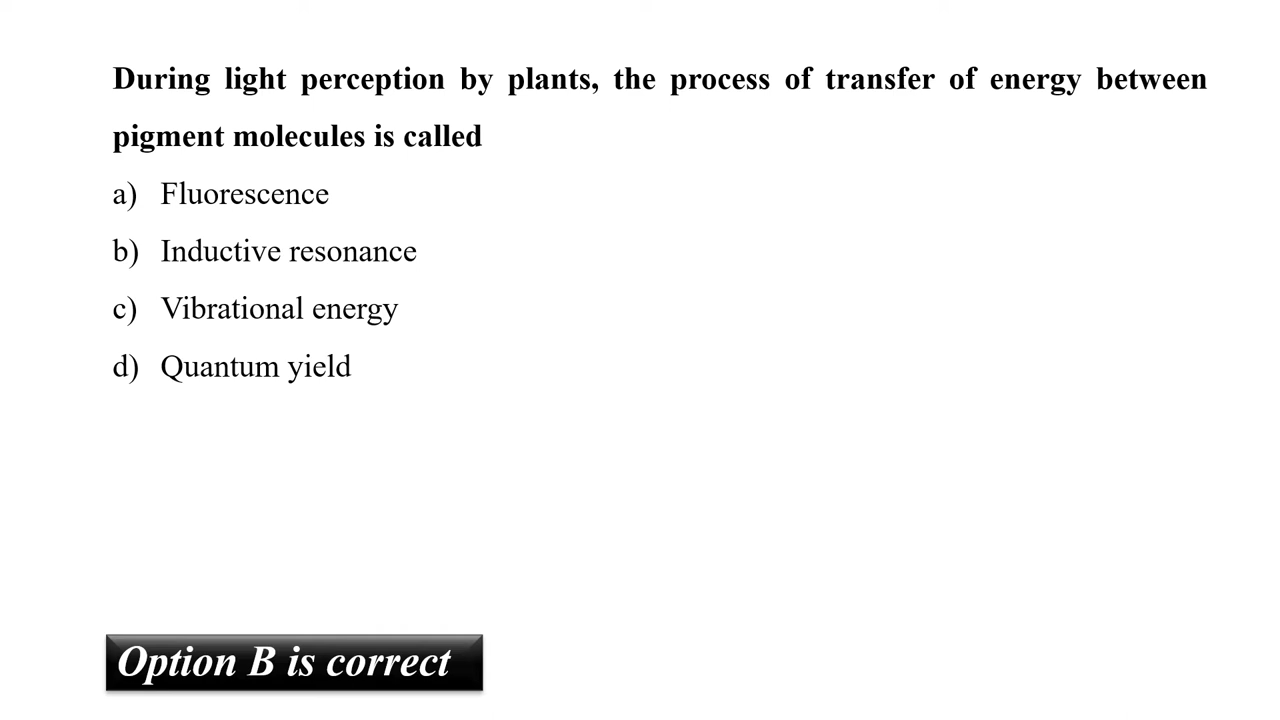 During light perception by plants, the process of transfer of energy between
pigment molecules is called
a) Fluorescence
b) Inductive resonance
c) Vibrational energy
d) Quantum yield
Option B is correct